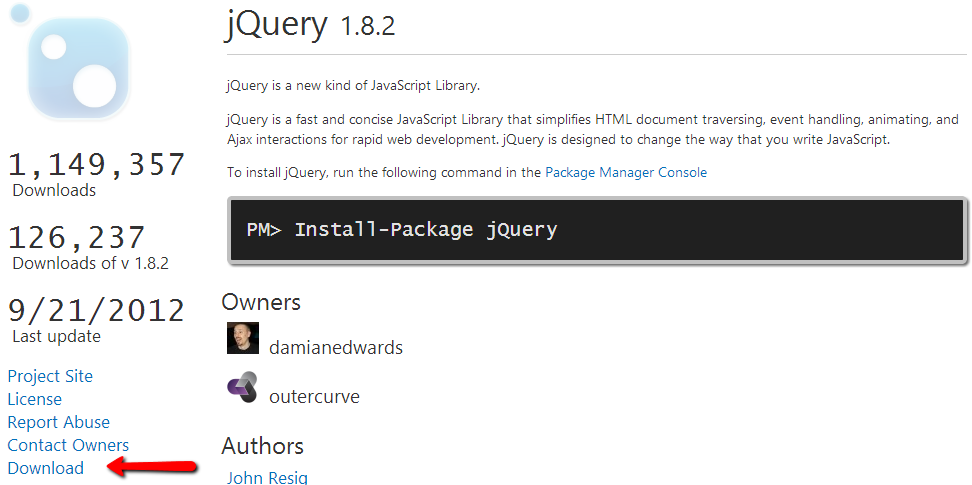 jQuery 1.8.2
jQuery is a new kind of JavaScript Library.
jQuery is a fast and concise JavaScript Library that simplifies HTML document traversing, event handling, animating, and
Ajax interactions for rapid web development. jQuery is designed to change the way that you write JavaScript.
To install jQuery, run the following command in the Package Manager Console
PM> Install-Package jQuery
Owners
damianedwards
outercurve
Authors
John Resig
1,149,357
Downloads
126,237
Downloads of v 1.8.2
9/21/2012
Last update
Project Site
License
Report Abuse
Contact Owners
Download